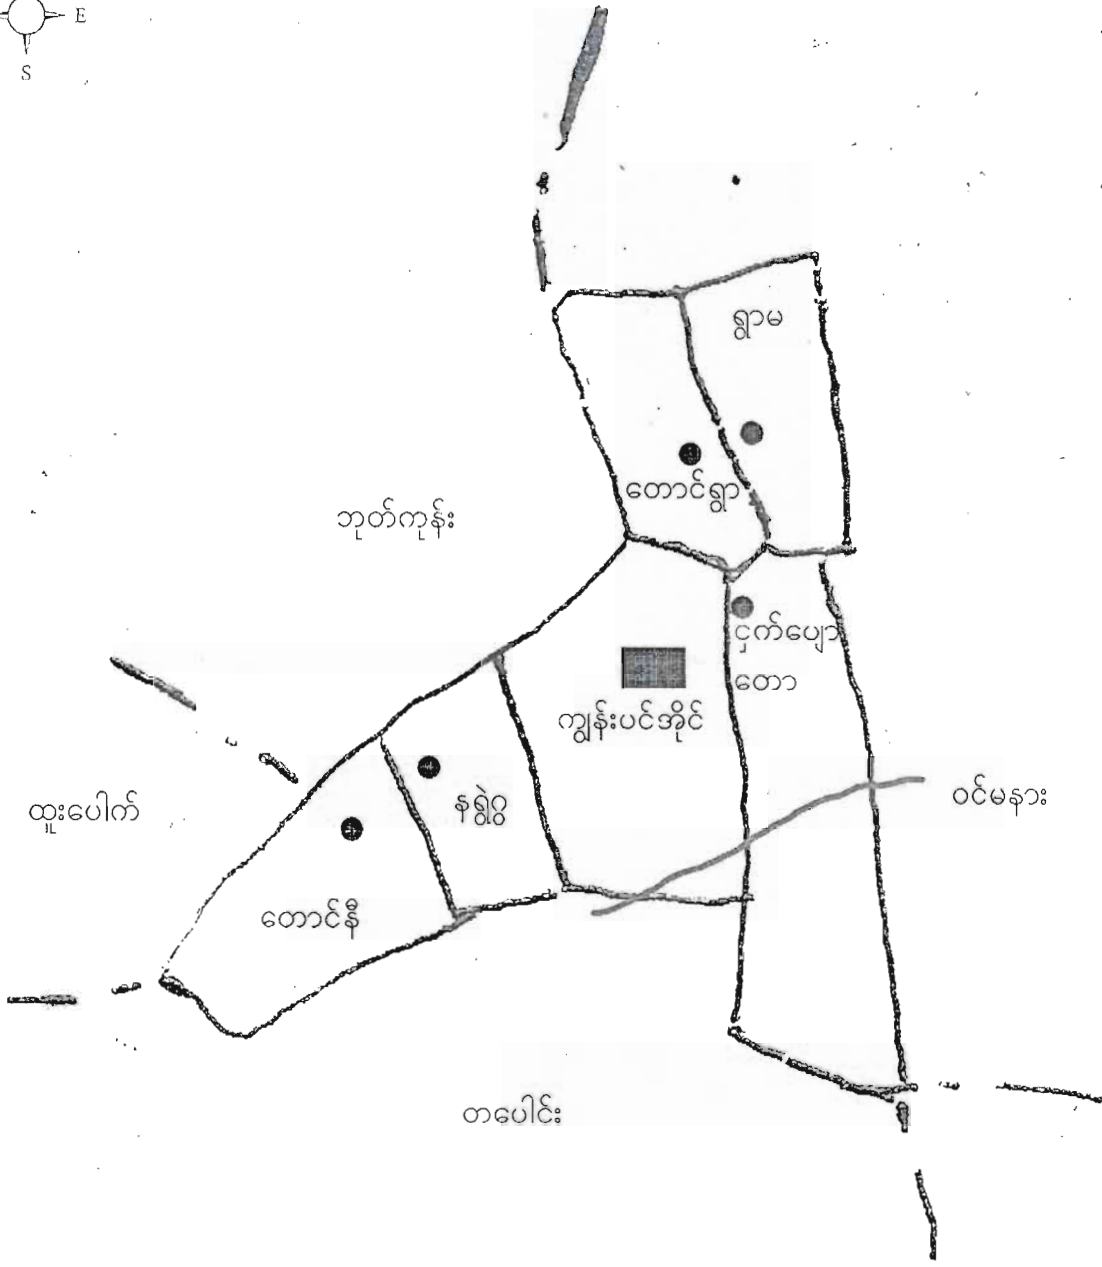 E
S
ရွာမ
တောင်ရွာ
ဘုတ်ကုန်း
ငှက်ပျော
တော
ကျွန်းပင်အိုင်
ဝင်မနား
နရွဲဂွ
ထူးပေါက်
တောင်နီ
တပေါင်း